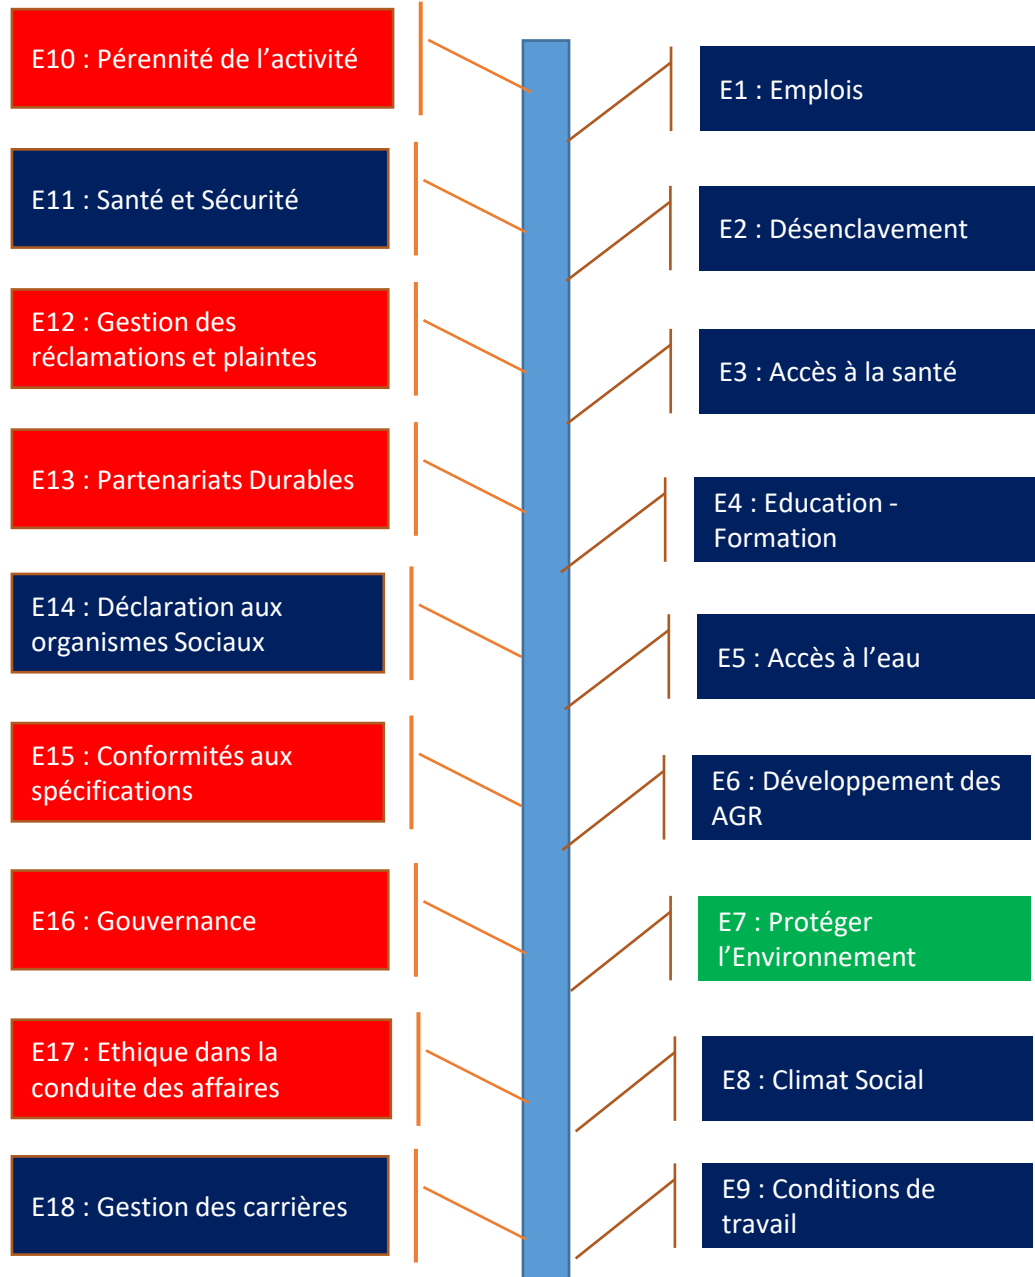 E10 : Pérennité de l’activité
E11 : Santé et Sécurité
E12 : Gestion des
réclamations et plaintes
E13 : Partenariats Durables
E14 : Déclaration aux
organismes Sociaux
E15 : Conformités aux
spécifications
E16 : Gouvernance
E17 : Ethique dans la
conduite des affaires
E18 : Gestion des carrières
E1 : Emplois
E2 : Désenclavement
E3 : Accès à la santé
E4 : Education -
Formation
E5 : Accès à l’eau
E6 : Développement des
AGR
E7 : Protéger
l’Environnement
E8 : Climat Social
E9 : Conditions de
travail